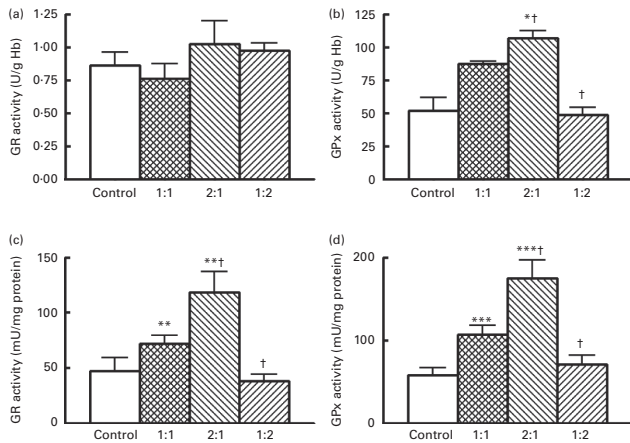 (a)
1·25
1·00
0·75
0·50
0·25
0·00
GR activity (U/g Hb)
Control 1:1 2:1 1:2
(b)
125
100
75
50
25
0
GPx activity (U/g Hb)
*†
†
Control 1:1 2:1 1:2
(c)
150
100
50
0
GR activity (mU/mg protein)
**
**†
†
Control 1:1 2:1 1:2
(d)
200
100
0
GPx activity (mU/mg protein)
***
***†
†
Control 1:1 2:1 1:2